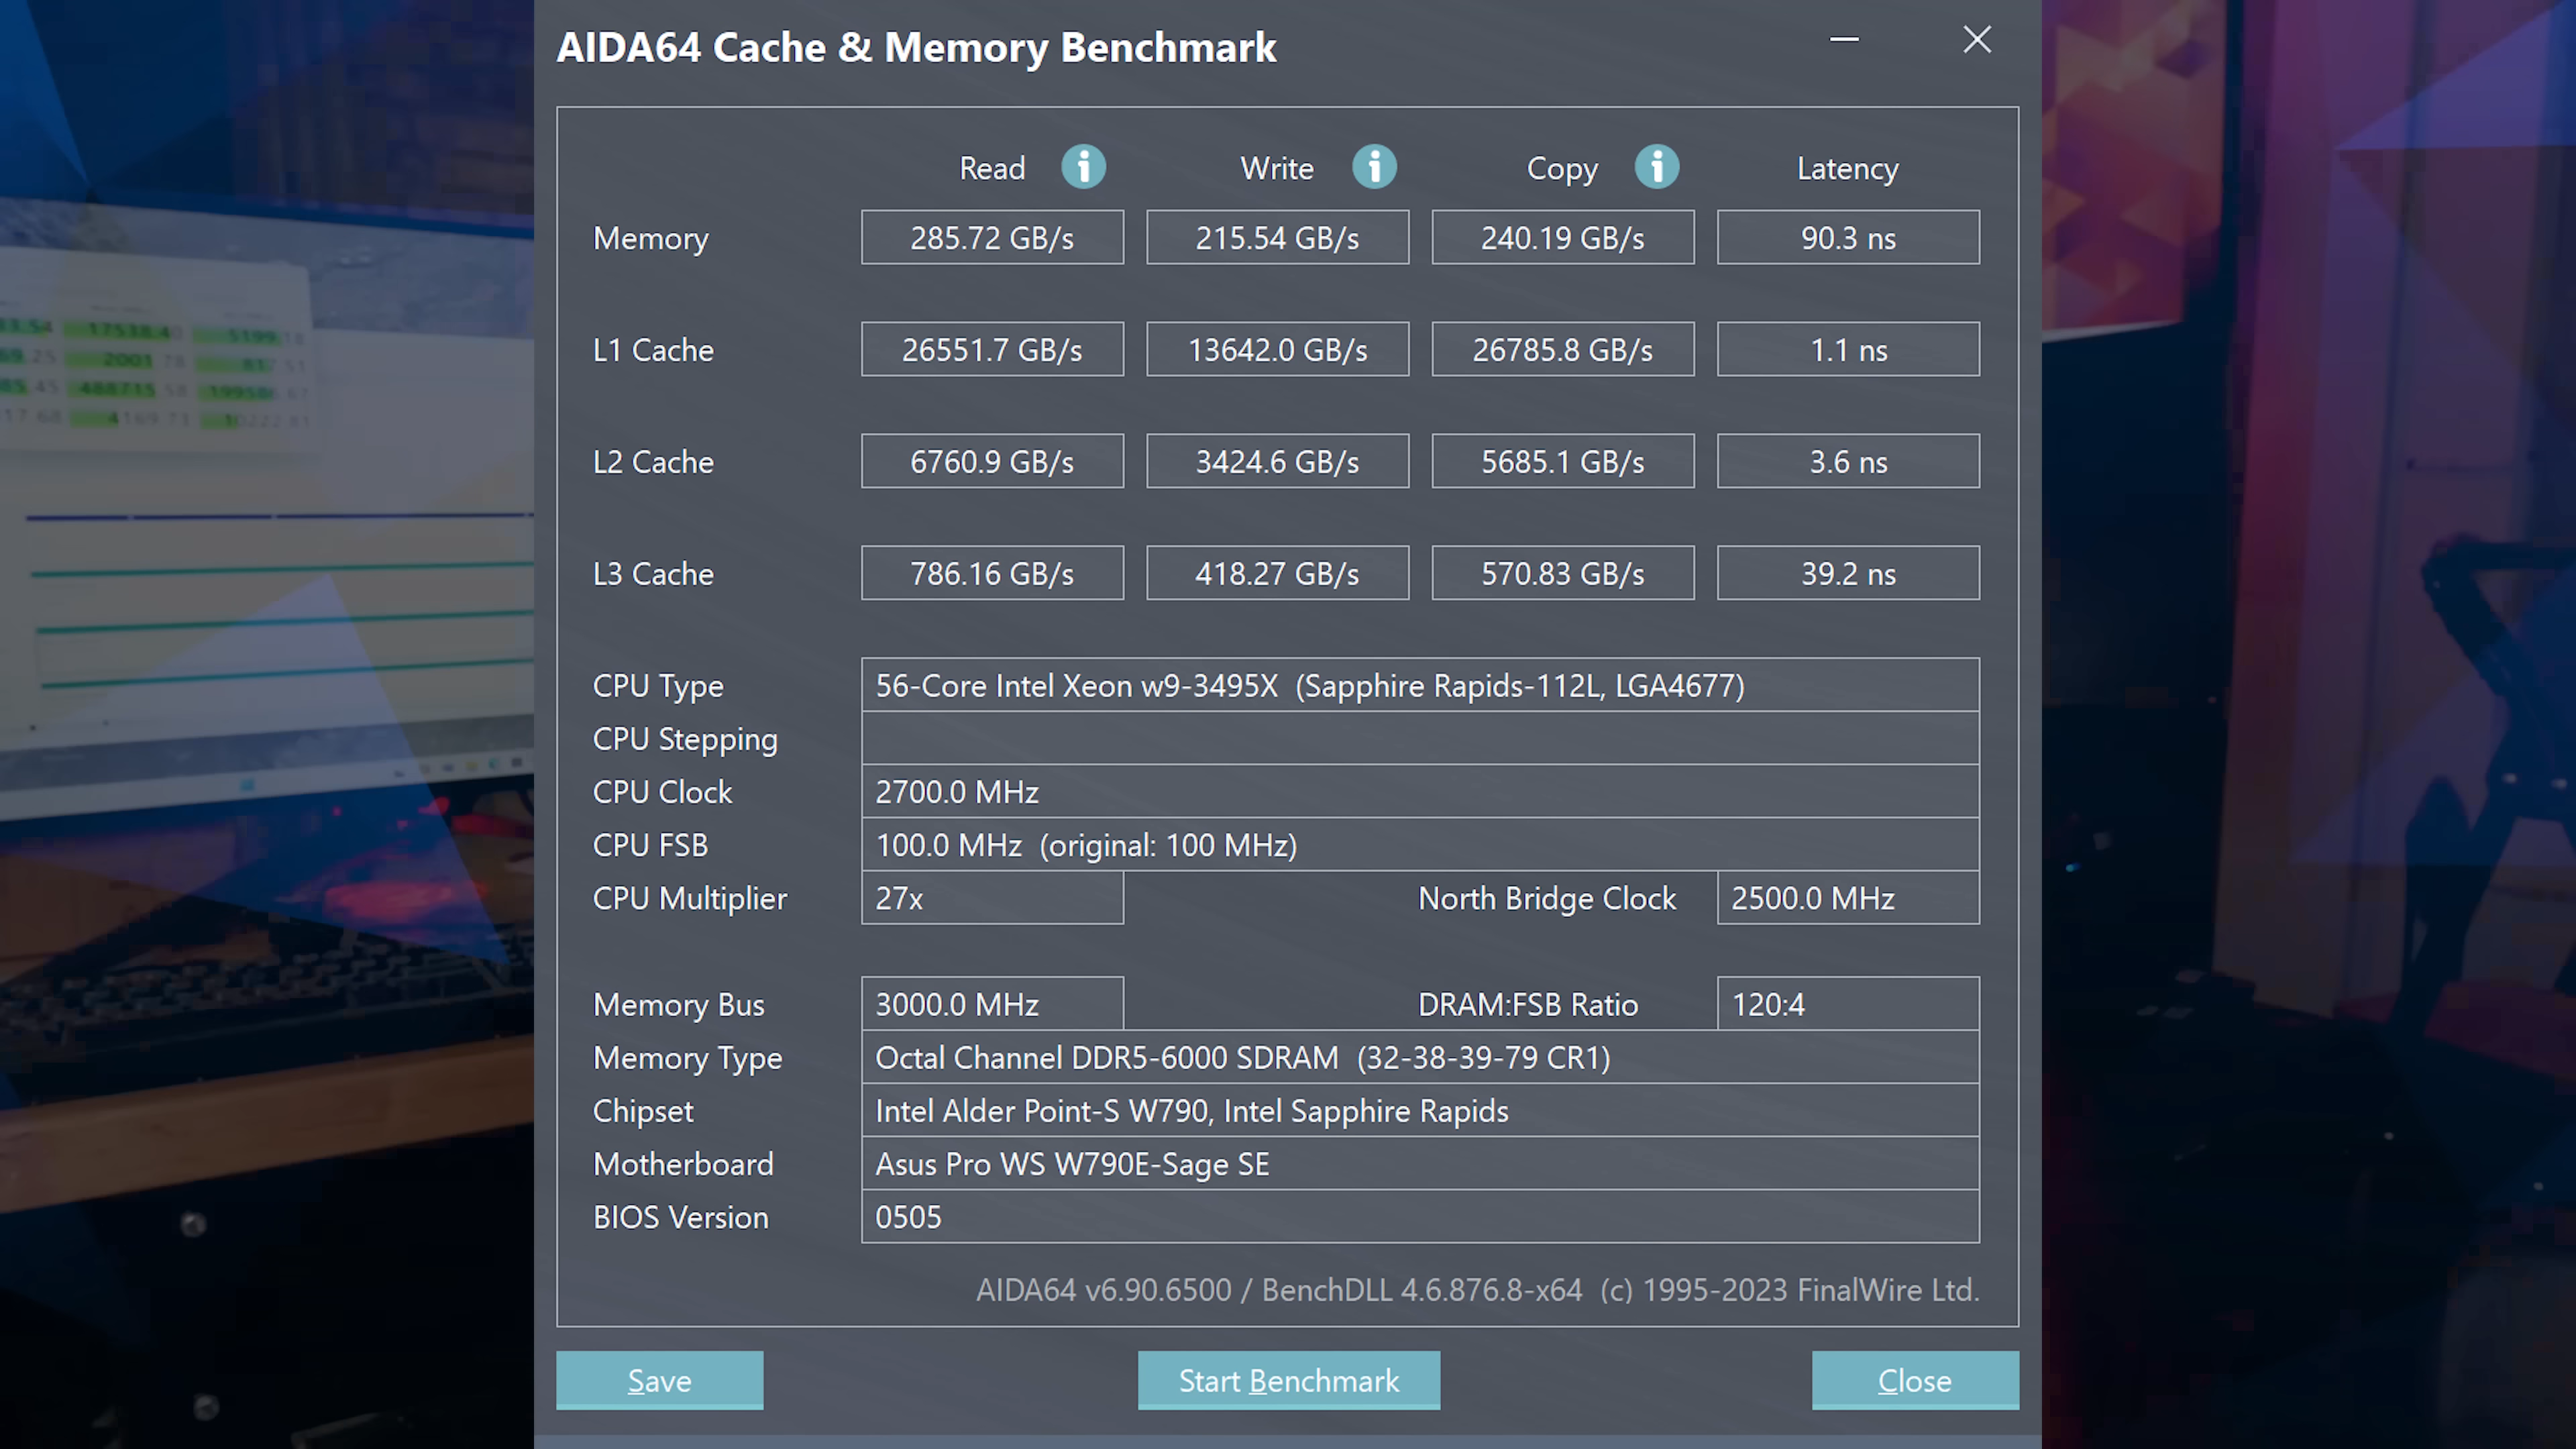 AIDA64 Cache & Memory Benchmark
Read Write Copy Latency
Memory 285.72 GB/s 215.54 GB/s 240.19 GB/s 90.3 ns
L1 Cache 26551.7 GB/s 13642.0 GB/s 26785.8 GB/s 1.1 ns
L2 Cache 6760.9 GB/s 3424.6 GB/s 5685.1 GB/s 3.6 ns
L3 Cache 786.16 GB/s 418.27 GB/s 570.83 GB/s 39.2 ns
CPU Type 56-Core Intel Xeon w9-3495X (Sapphire Rapids-112L, LGA4677)
CPU Stepping
CPU Clock 2700.0 MHz
CPU FSB 100.0 MHz (original: 100 MHz)
CPU Multiplier 27x North Bridge Clock 2500.0 MHz
Memory Bus 3000.0 MHz DRAM:FSB Ratio 120:4
Memory Type Octal Channel DDR5-6000 SDRAM (32-38-39-79 CR1)
Chipset Intel Alder Point-S W790, Intel Sapphire Rapids
Motherboard Asus Pro WS W790E-Sage SE
BIOS Version 0505
AIDA64 v6.90.6500 / BenchDLL 4.6.876.8-x64 (c) 1995-2023 FinalWire Ltd.
Save Start Benchmark Close